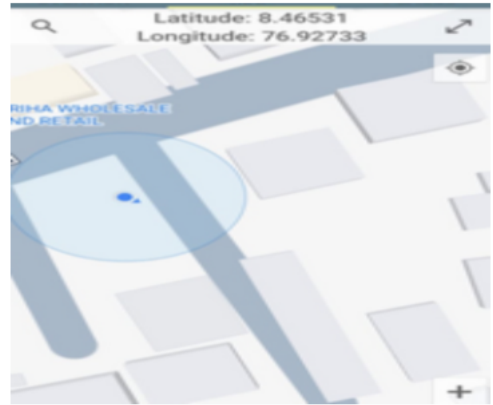 Latitude: 8.46531
Longitude: 76.92733
RIHA WHOLESALE
ND RETAIL